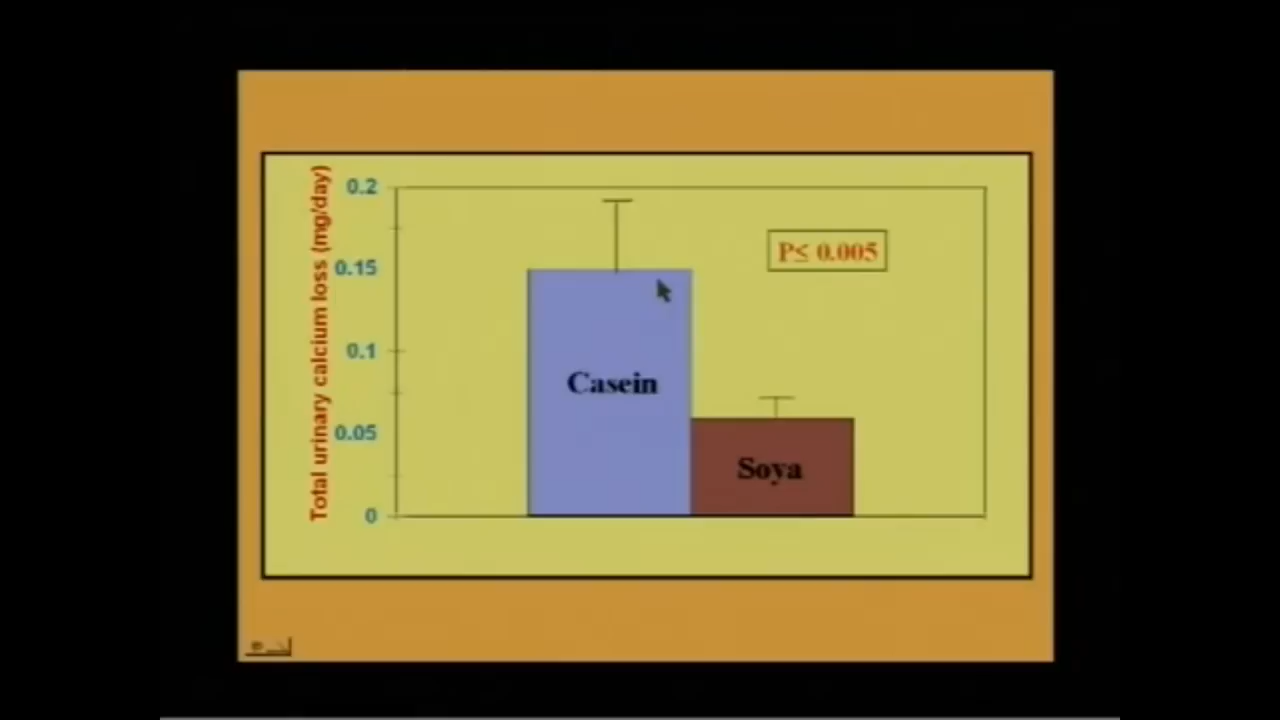 Total urinary calcium loss (mg/day)
0.2
0.15
0.1
0.05
0
P≤ 0.005
Casein
Soya